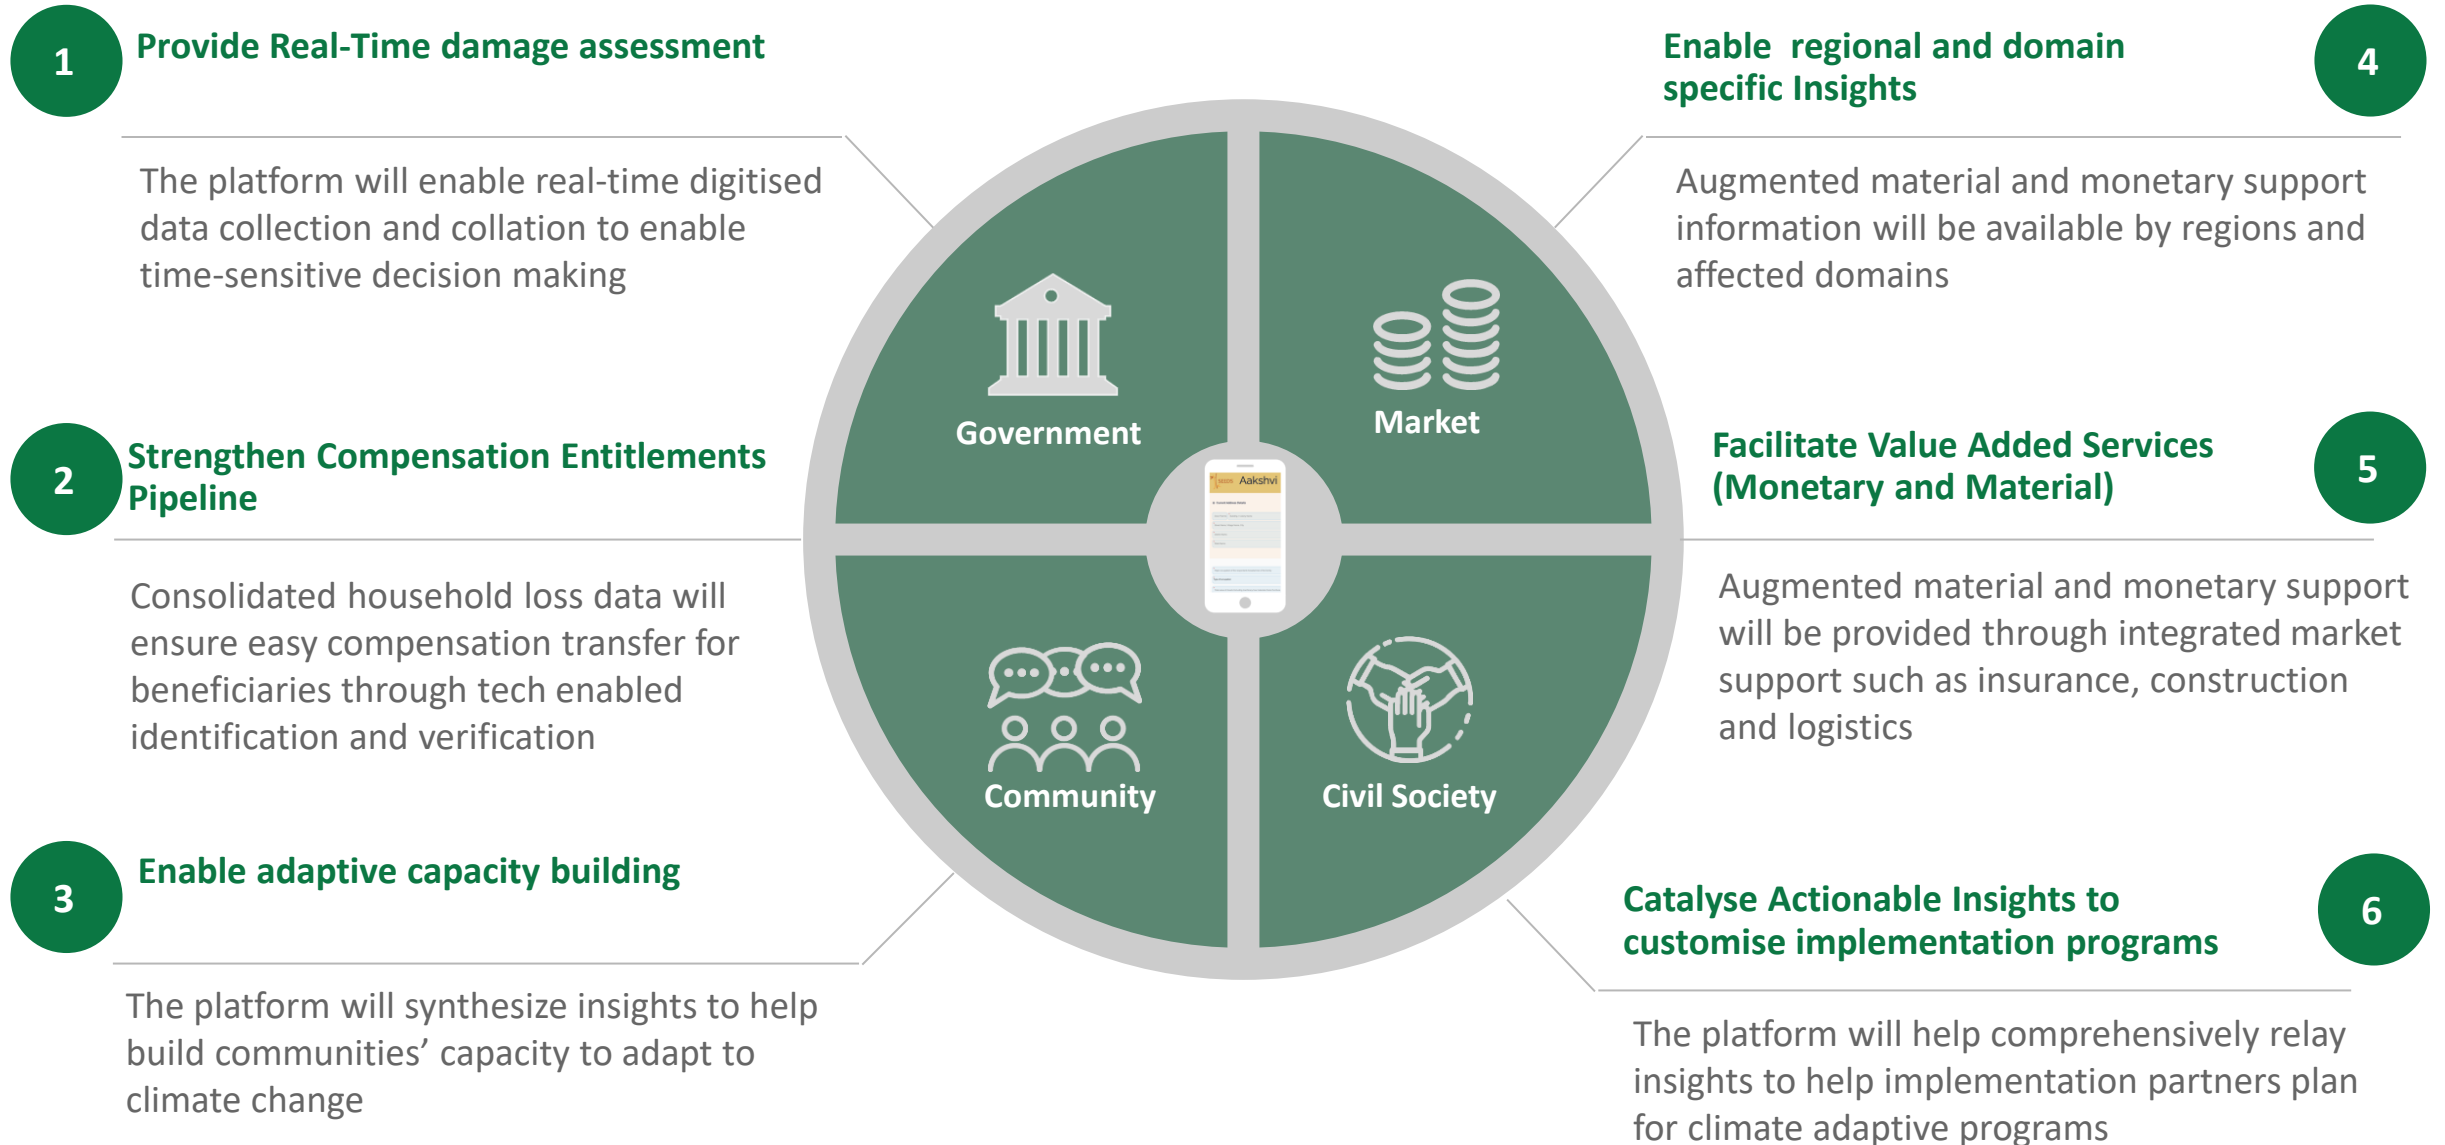 1
Provide Real-Time damage assessment
The platform will enable real-time digitised
data collection and collation to enable
time-sensitive decision making
2
Strengthen Compensation Entitlements
Pipeline
Consolidated household loss data will
ensure easy compensation transfer for
beneficiaries through tech enabled
identification and verification
3
Enable adaptive capacity building
The platform will synthesize insights to help
build communities’ capacity to adapt to
climate change
Government
Market
Aakshvi
Community
Civil Society
Enable regional and domain
specific Insights
4
Augmented material and monetary support
information will be available by regions and
affected domains
Facilitate Value Added Services
(Monetary and Material)
5
Augmented material and monetary support
will be provided through integrated market
support such as insurance, construction
and logistics
Catalyse Actionable Insights to
customise implementation programs
6
The platform will help comprehensively relay
insights to help implementation partners plan
for climate adaptive programs